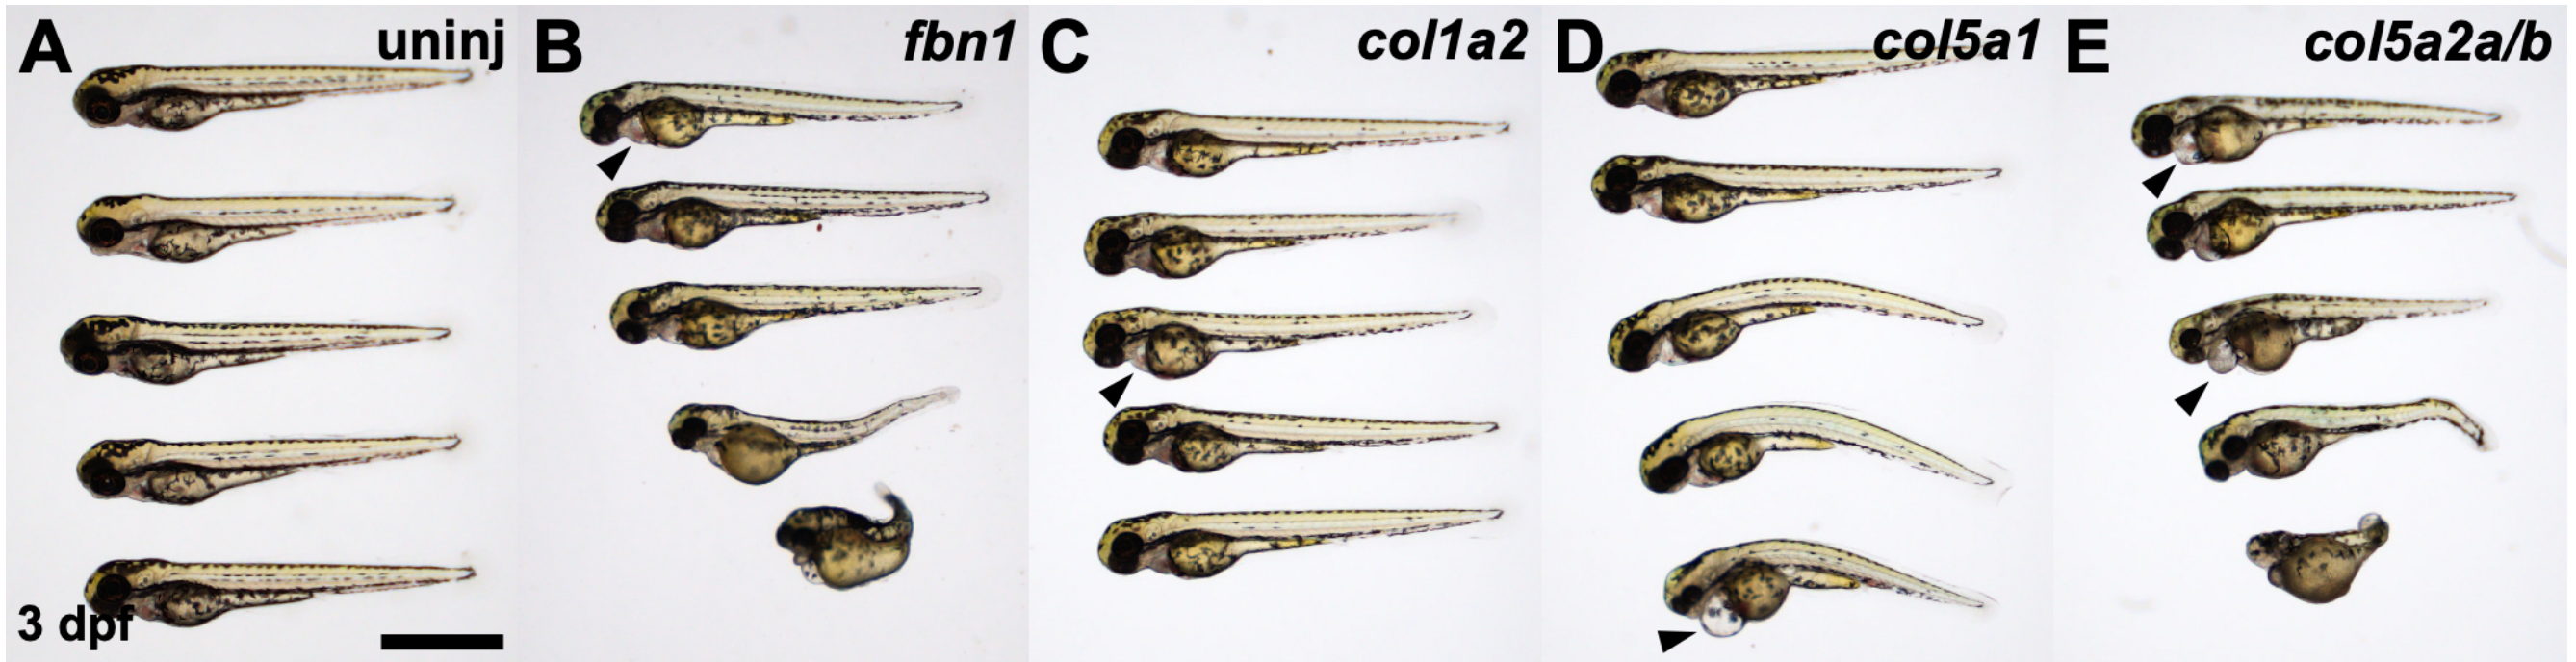 A uninj
B fbn1
C col1a2
D col5a1
E col5a2a/b
3 dpf